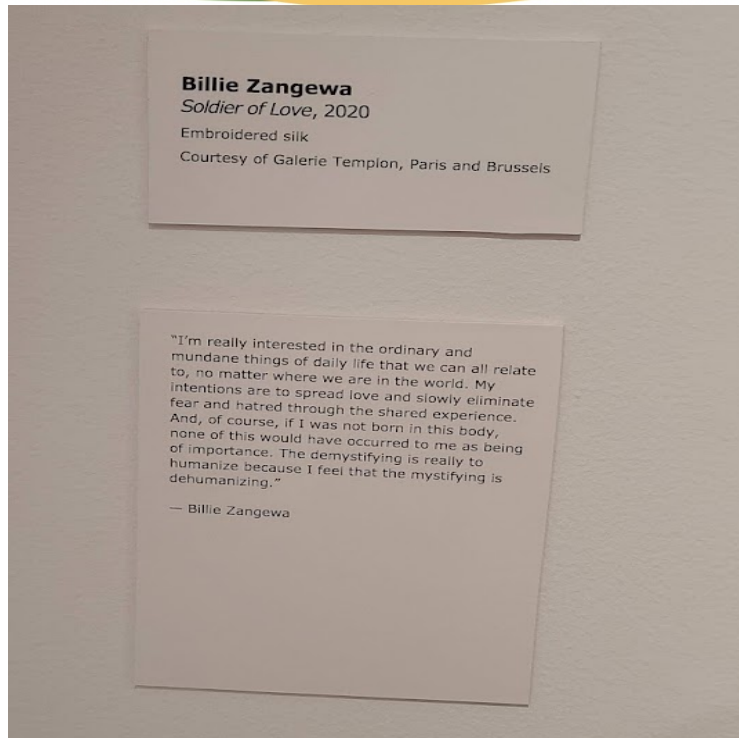 Billie Zangewa
Soldier of Love, 2020
Embroidered silk
Courtesy of Galerie Templon, Paris and Brussels
"I'm really interested in the ordinary and
mundane things of daily life that we can all relate
to, no matter where we are in the world. My
intentions are to spread love and slowly eliminate
fear and hatred through the shared experience.
And, of course, if I was not born in this body,
none of this would have occurred to me as being
of importance. The demystifying is really to
humanize because I feel that the mystifying is
dehumanizing."
— Billie Zangewa